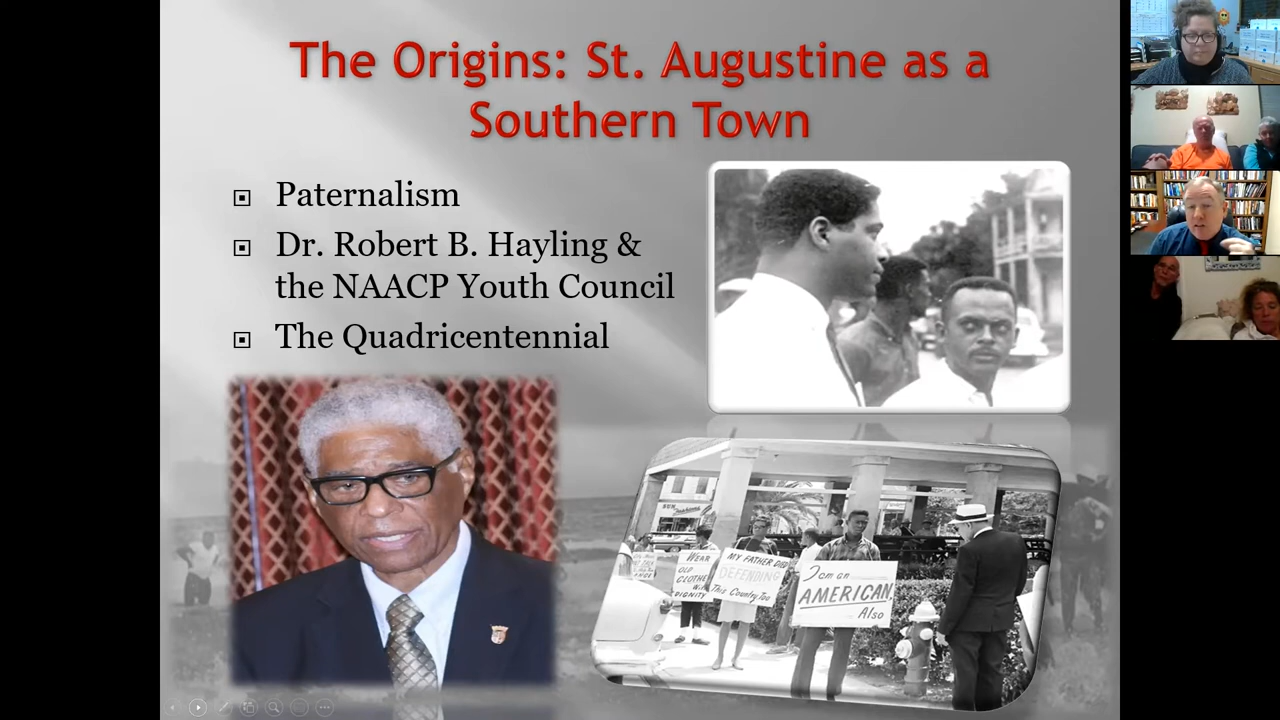 The Origins: St. Augustine as a
Southern Town
Paternalism
Dr. Robert B. Hayling &
the NAACP Youth Council
The Quadricentennial
WEAR
OLD
CLOTHES
WITH
DIGNITY
MY FATHER DIED
DEFENDING
This Country Too
I am an
AMERICAN
Also